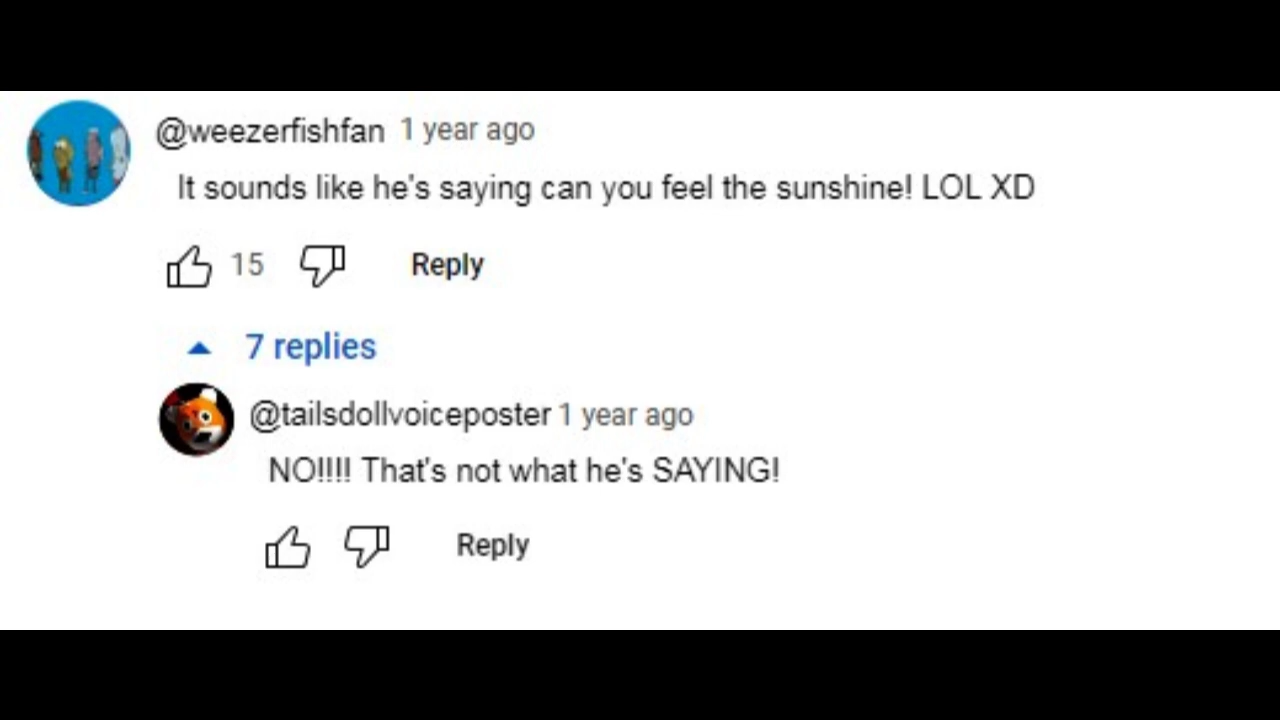 @weezerfishfan 1 year ago
It sounds like he's saying can you feel the sunshine! LOL XD
15 Reply
7 replies
@tailsdollvoiceposter 1 year ago
NO!!!! That's not what he's SAYING!
Reply